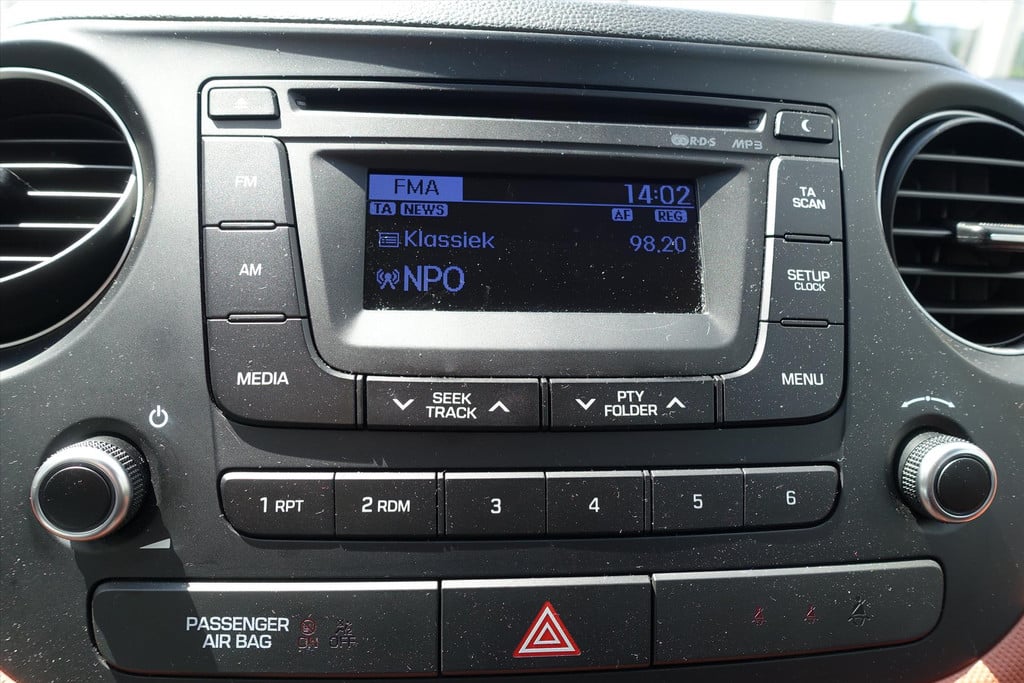 R·D·S MP3
FM
FMA 14:02
TA NEWS AF REG
Klassiek 98,20
NPO
TA
SCAN
AM
SETUP
CLOCK
MEDIA
SEEK
TRACK
PTY
FOLDER
MENU
1 RPT 2 RDM 3 4 5 6
PASSENGER
AIR BAG
ON OFF